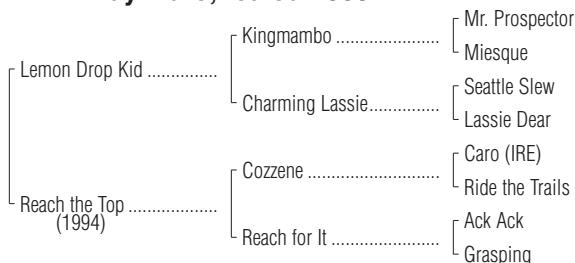 Mr. Prospector
Kingmambo ......................
Miesque
Lemon Drop Kid ...............
Seattle Slew
Charming Lassie...............
Lassie Dear
Caro (IRE)
Cozzene ............................
Ride the Trails
Reach the Top ...................
(1994)
Ack Ack
Reach for It .......................
Grasping